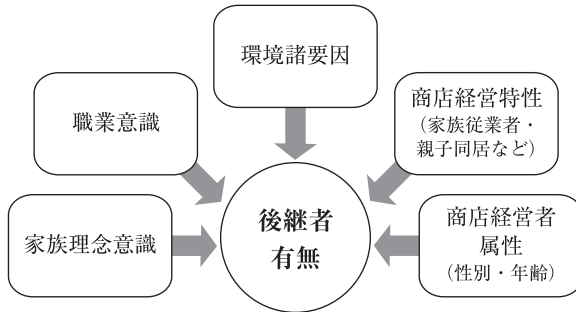 環境諸要因
職業意識
商店経営特性
（家族従業者・
親子同居など）
家族理念意識
後継者
有無
商店経営者
属性
（性別・年齢）